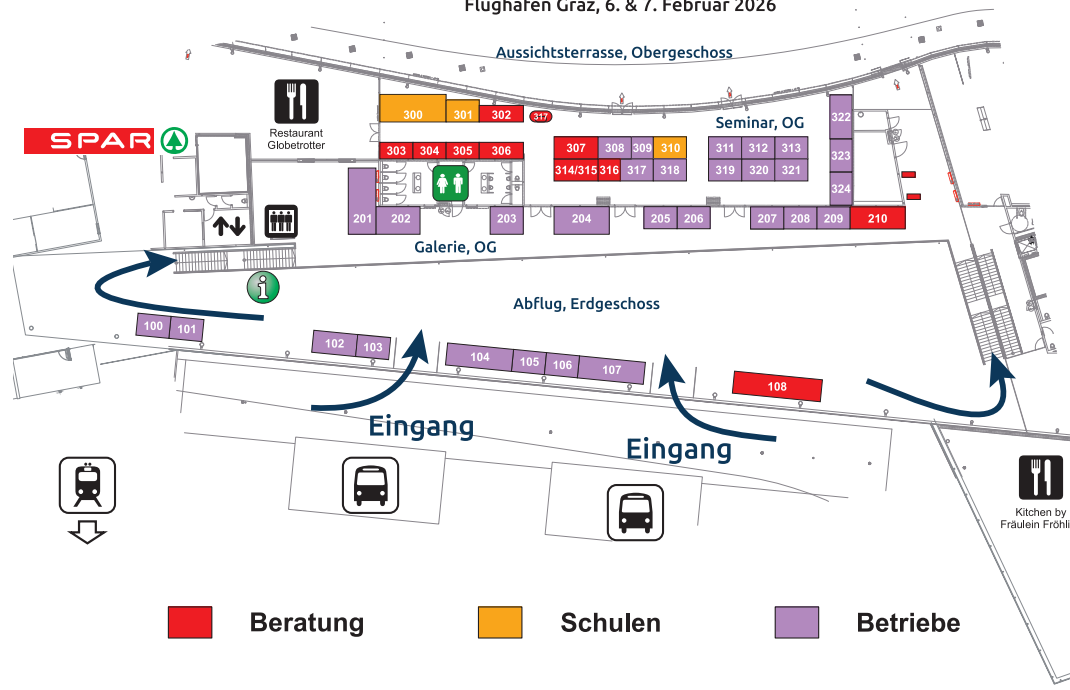 Flughafen Graz, 6. & 7. Februar 2026
Aussichtsterrasse, Obergeschoss
SPAR
Restaurant
Globetrotter
300 301 302 317
Seminar, OG
322
303 304 305 306
307 308 309 310
311 312 313
323
314/315 316 317 318
319 320 321
324
201 202 203 204 205 206 207 208 209 210
Galerie, OG
i
Abflug, Erdgeschoss
100 101
102 103
104 105 106 107
108
Eingang
Eingang
Kitchen by
Fräulein Fröhli
Beratung
Schulen
Betriebe